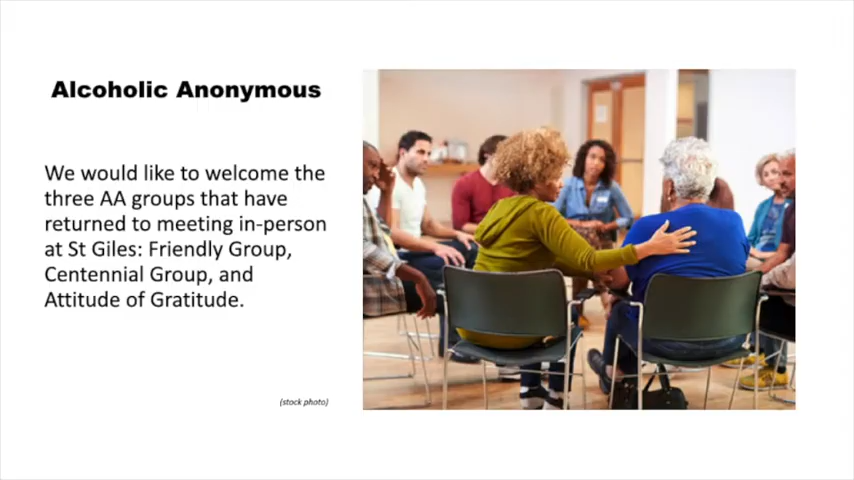 Alcoholic Anonymous
We would like to welcome the
three AA groups that have
returned to meeting in-person
at St Giles: Friendly Group,
Centennial Group, and
Attitude of Gratitude.
(stock photo)